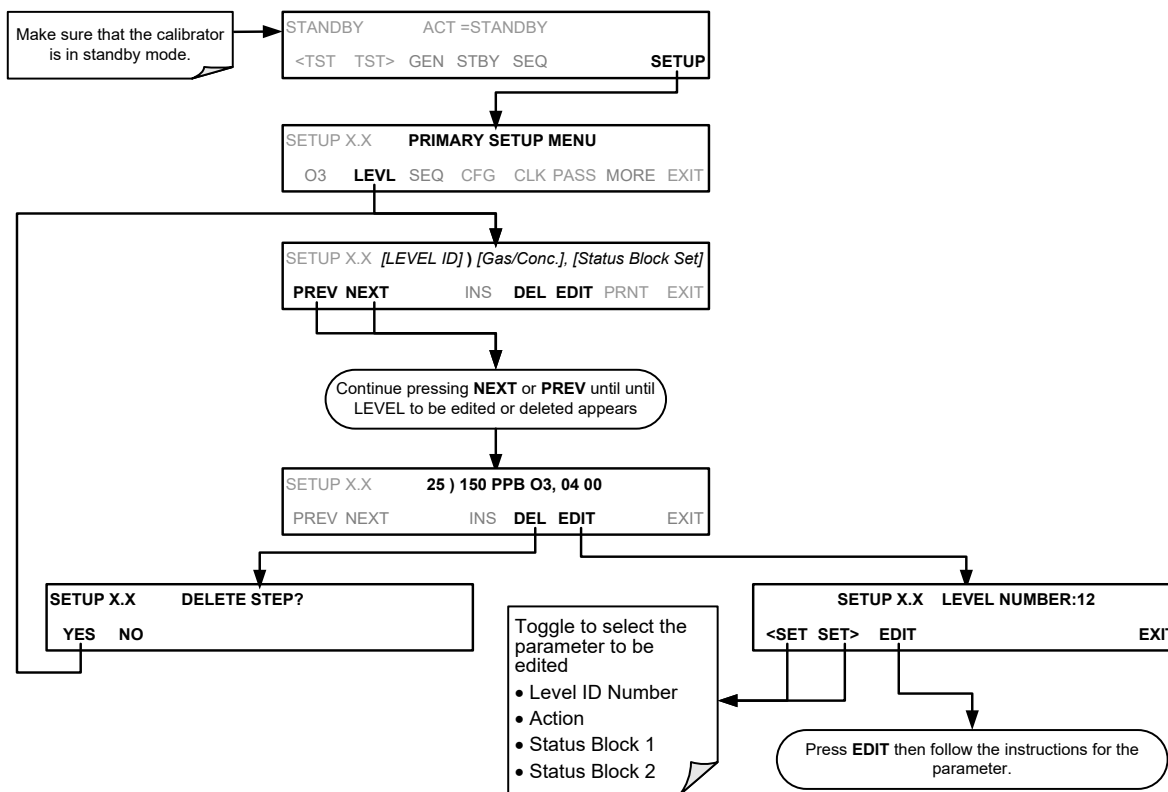 Make sure that the calibrator
is in standby mode.
STANDBY ACT =STANDBY
<TST TST> GEN STBY SEQ SETUP
SETUP X.X PRIMARY SETUP MENU
O3 LEVL SEQ CFG CLK PASS MORE EXIT
SETUP X.X [LEVEL ID] ) [Gas/Conc.], [Status Block Set]
PREV NEXT INS DEL EDIT PRNT EXIT
Continue pressing NEXT or PREV until until
LEVEL to be edited or deleted appears
SETUP X.X 25 ) 150 PPB O3, 04 00
PREV NEXT INS DEL EDIT EXIT
SETUP X.X DELETE STEP?
YES NO
Toggle to select the
parameter to be
edited
• Level ID Number
• Action
• Status Block 1
• Status Block 2
SETUP X.X LEVEL NUMBER:12
<SET SET> EDIT EXIT
Press EDIT then follow the instructions for the
parameter.